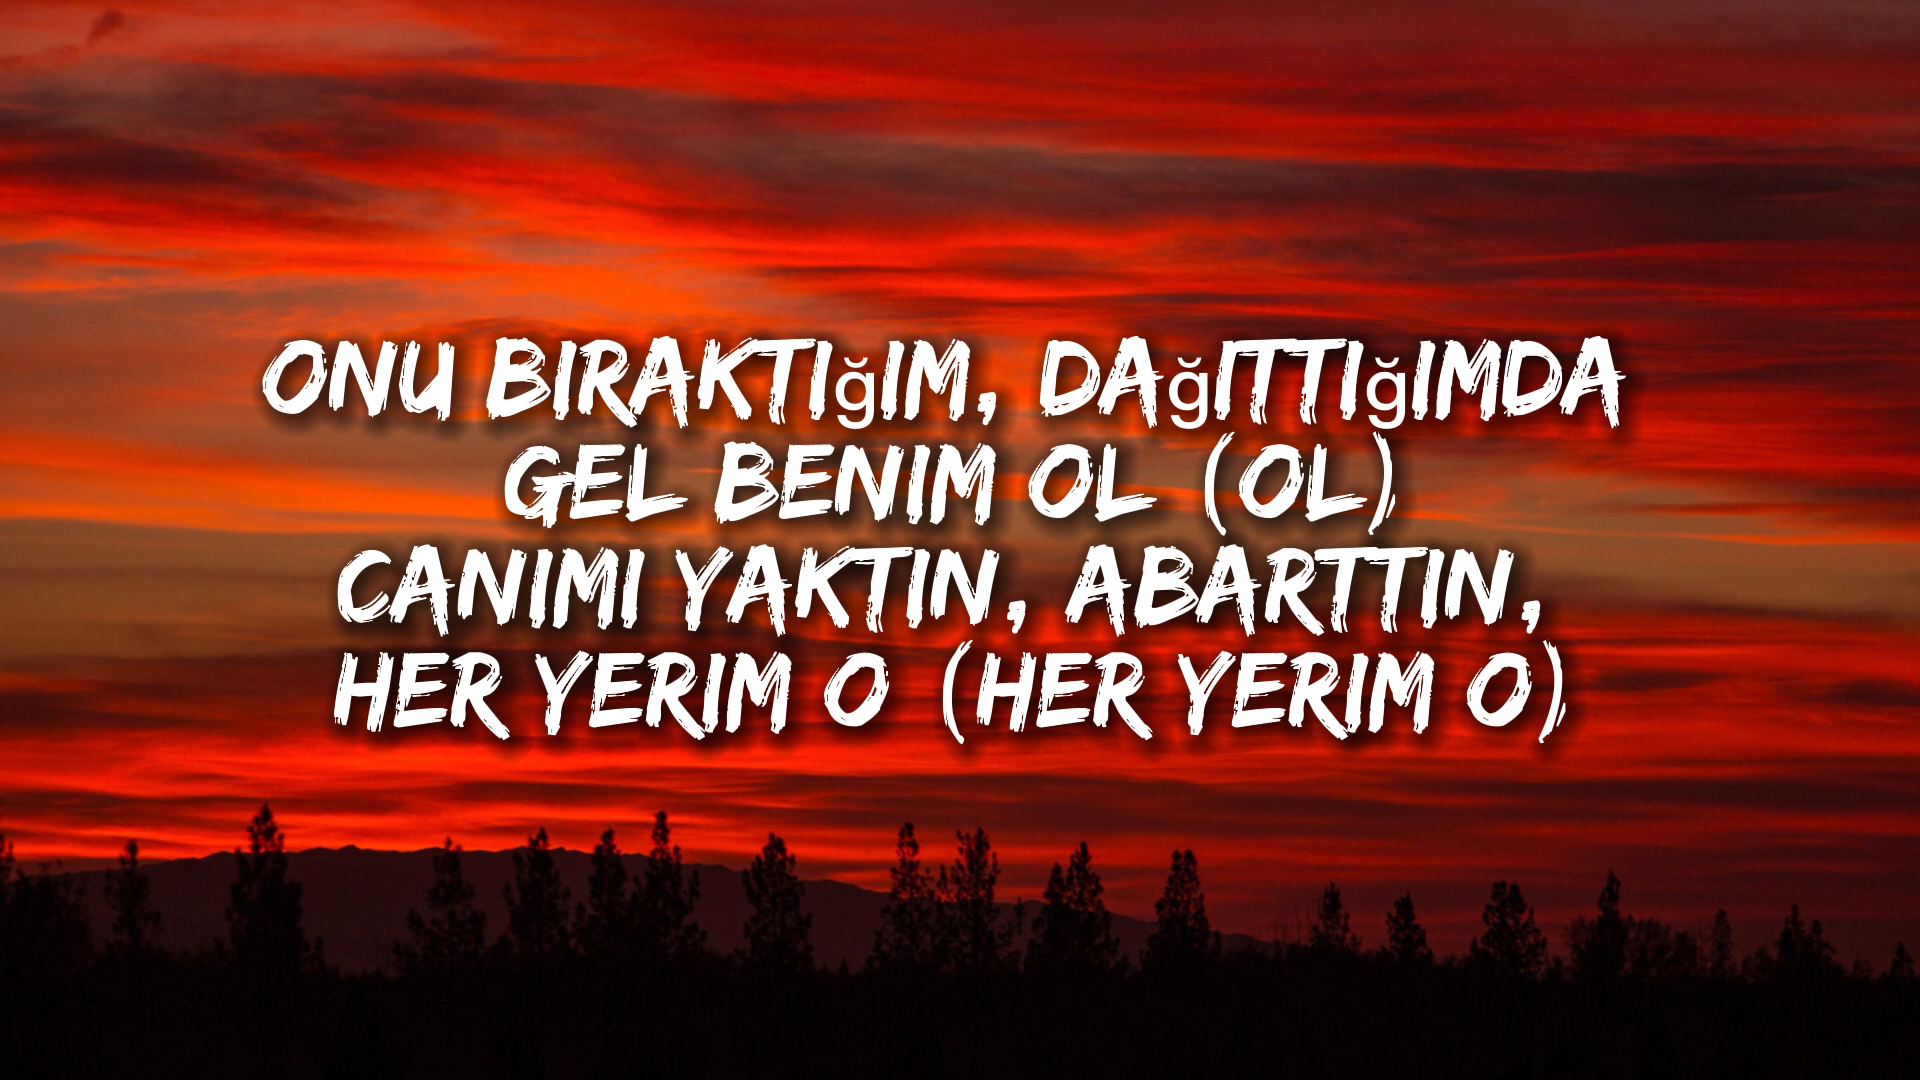 ONU BIRAKTIğIM, DAğITTIğIMDA
GEL BENIM OL (OL)
CANIMI YAKTIN, ABARTTIN,
HER YERIM O (HER YERIM O)